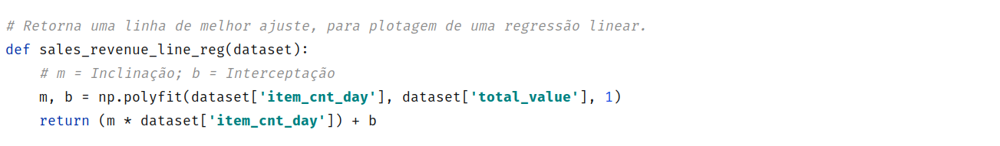 # Retorna uma linha de melhor ajuste, para plotagem de uma regressão linear.
def sales_revenue_line_reg(dataset):
    # m = Inclinação; b = Interceptação
    m, b = np.polyfit(dataset['item_cnt_day'], dataset['total_value'], 1)
    return (m * dataset['item_cnt_day']) + b